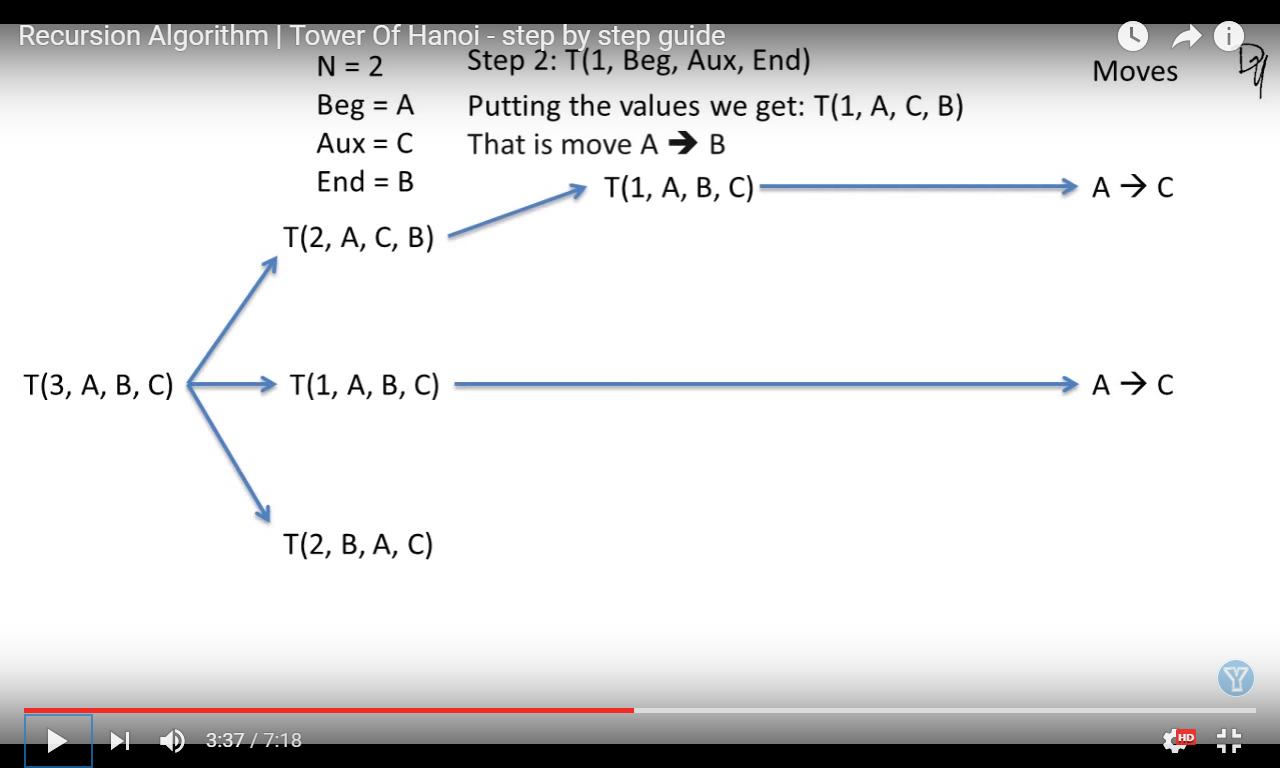 Recursion Algorithm | Tower Of Hanoi - step by step guide
N = 2
Beg = A
Aux = C
End = B
Step 2: T(1, Beg, Aux, End)
Putting the values we get: T(1, A, C, B)
That is move A → B
Moves
T(1, A, B, C)
A → C
T(2, A, C, B)
T(3, A, B, C)
T(1, A, B, C)
A → C
T(2, B, A, C)
Y
3:37 / 7:18
HD